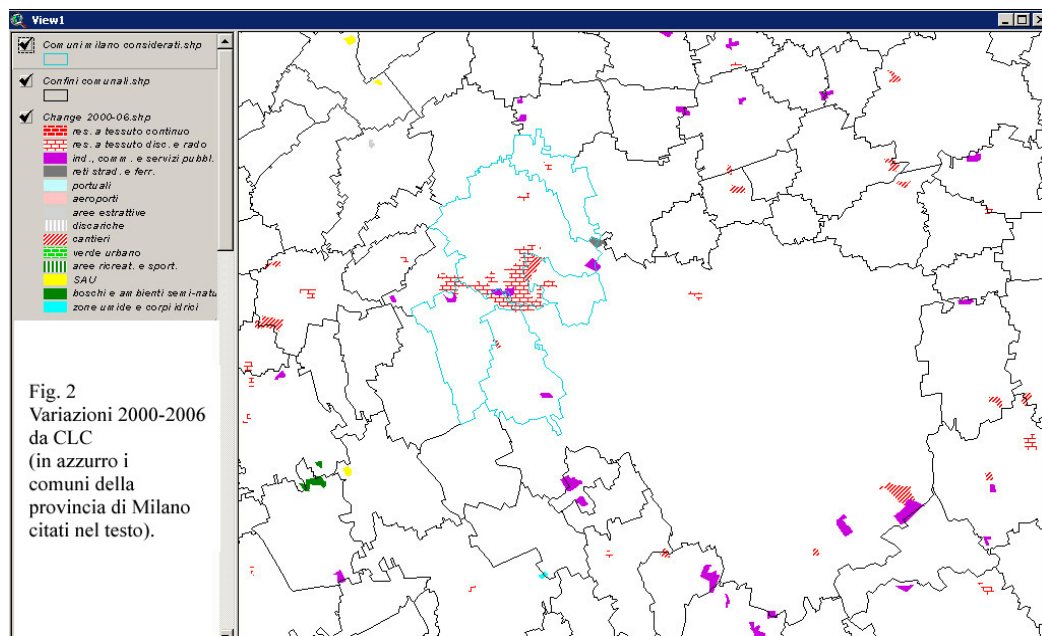 View1
Comuni milano considerati.shp
Confini comunali.shp
Change 2000-06.shp
res. a tessuto continuo
res. a tessuto disc. e rado
ind., comm. e servizi pubbl.
reti strad. e ferr.
portuali
aeroporti
aree estrattive
discariche
cantieri
verde urbano
aree ricreat. e sport.
SAU
boschi e ambienti semi-natu
zone umide e corpi idrici
Fig. 2
Variazioni 2000-2006
da CLC
(in azzurro i
comuni della
provincia di Milano
citati nel testo).